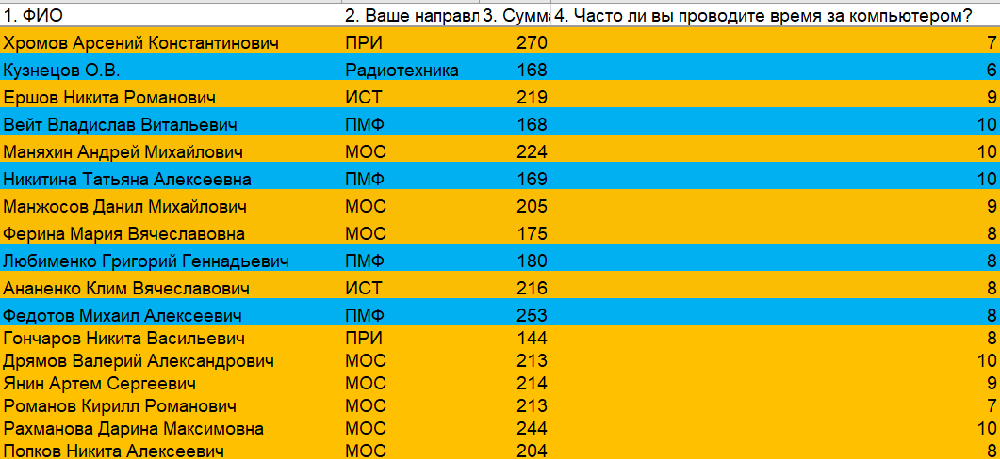 1. ФИО 2. Ваше направл 3. Сумма 4. Часто ли вы проводите время за компьютером?
Хромов Арсений Константинович ПРИ 270 7
Кузнецов О.В. Радиотехника 168 6
Ершов Никита Романович ИСТ 219 9
Вейт Владислав Витальевич ПМФ 168 10
Маняхин Андрей Михайлович МОС 224 10
Никитина Татьяна Алексеевна ПМФ 169 10
Манжосов Данил Михайлович МОС 205 9
Ферина Мария Вячеславовна МОС 175 8
Любименко Григорий Геннадьевич ПМФ 180 8
Ананенко Клим Вячеславович ИСТ 216 8
Федотов Михаил Алексеевич ПМФ 253 8
Гончаров Никита Васильевич ПРИ 144 8
Дрямов Валерий Александрович МОС 213 10
Янин Артем Сергеевич МОС 214 9
Романов Кирилл Романович МОС 213 7
Рахманова Дарина Максимовна МОС 244 10
Попков Никита Алексеевич МОС 204 8